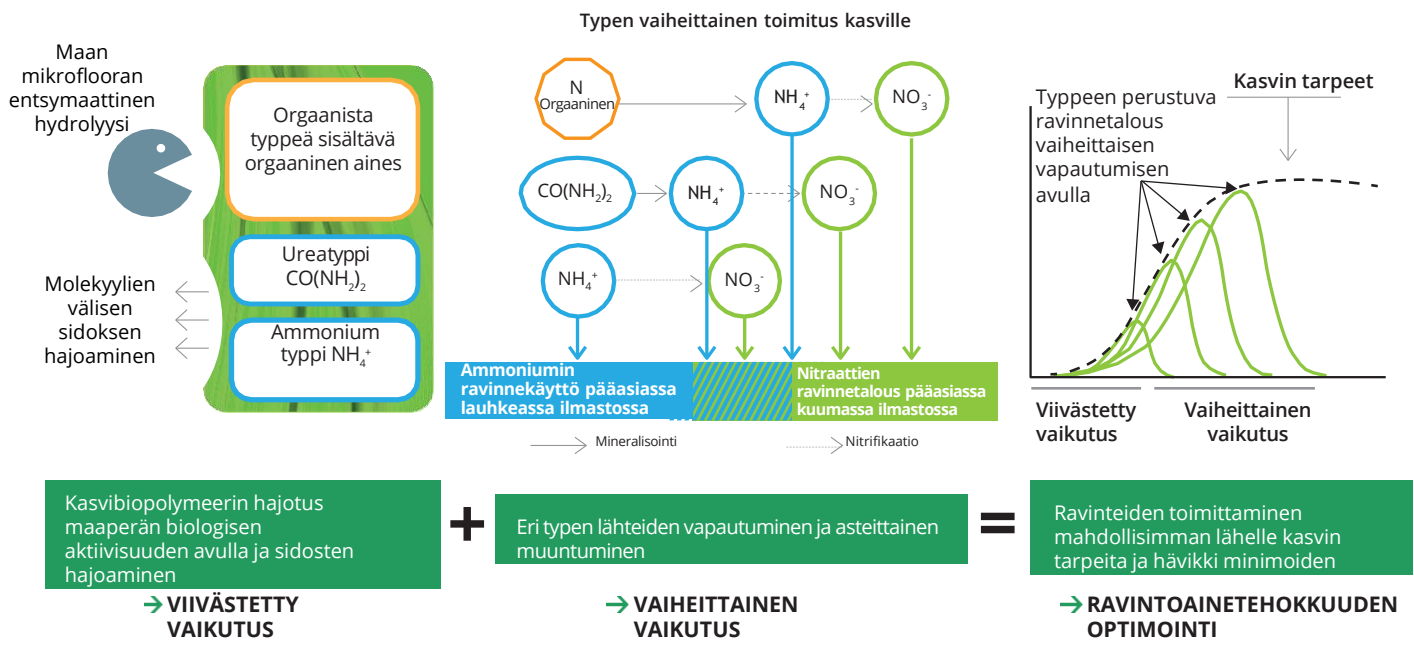 Typen vaiheittainen toimitus kasville
Maan
mikroflooran
entsymaattinen
hydrolyysi
Orgaanista
typpeä sisältävä
orgaaninen aines
Ureatyppi
CO(NH₂)₂
Ammonium
typpi NH₄⁺
Molekyylien
välisen
sidoksen
hajoaminen
N
Orgaaninen
NH₄⁺
NO₃⁻
CO(NH₂)₂
NH₄⁺
NO₃⁻
NH₄⁺
NO₃⁻
Ammoniumin
ravinnekäyttö pääasiassa
lauhkeassa ilmastossa
Nitraattien
ravinnetalous pääasiassa
kuumassa ilmastossa
Mineralisointi
Nitrifikaatio
Kasvin tarpeet
Typpeen perustuva
ravinnetalous
vaiheittaisen
vapautumisen
avulla
Viivästetty
vaikutus
Vaiheittainen
vaikutus
Kasvibiopolymeerin hajotus
maaperän biologisen
aktiivisuuden avulla ja sidosten
hajoaminen
+
Eri typen lähteiden vapautuminen ja asteittainen
muuntuminen
=
Ravinteiden toimittaminen
mahdollisimman lähelle kasvin
tarpeita ja hävikki minimoiden
→ VIIVÄSTETTY
VAIKUTUS
→ VAIHEITTAINEN
VAIKUTUS
→ RAVINTOAINETEHOKKUUDEN
OPTIMOINTI